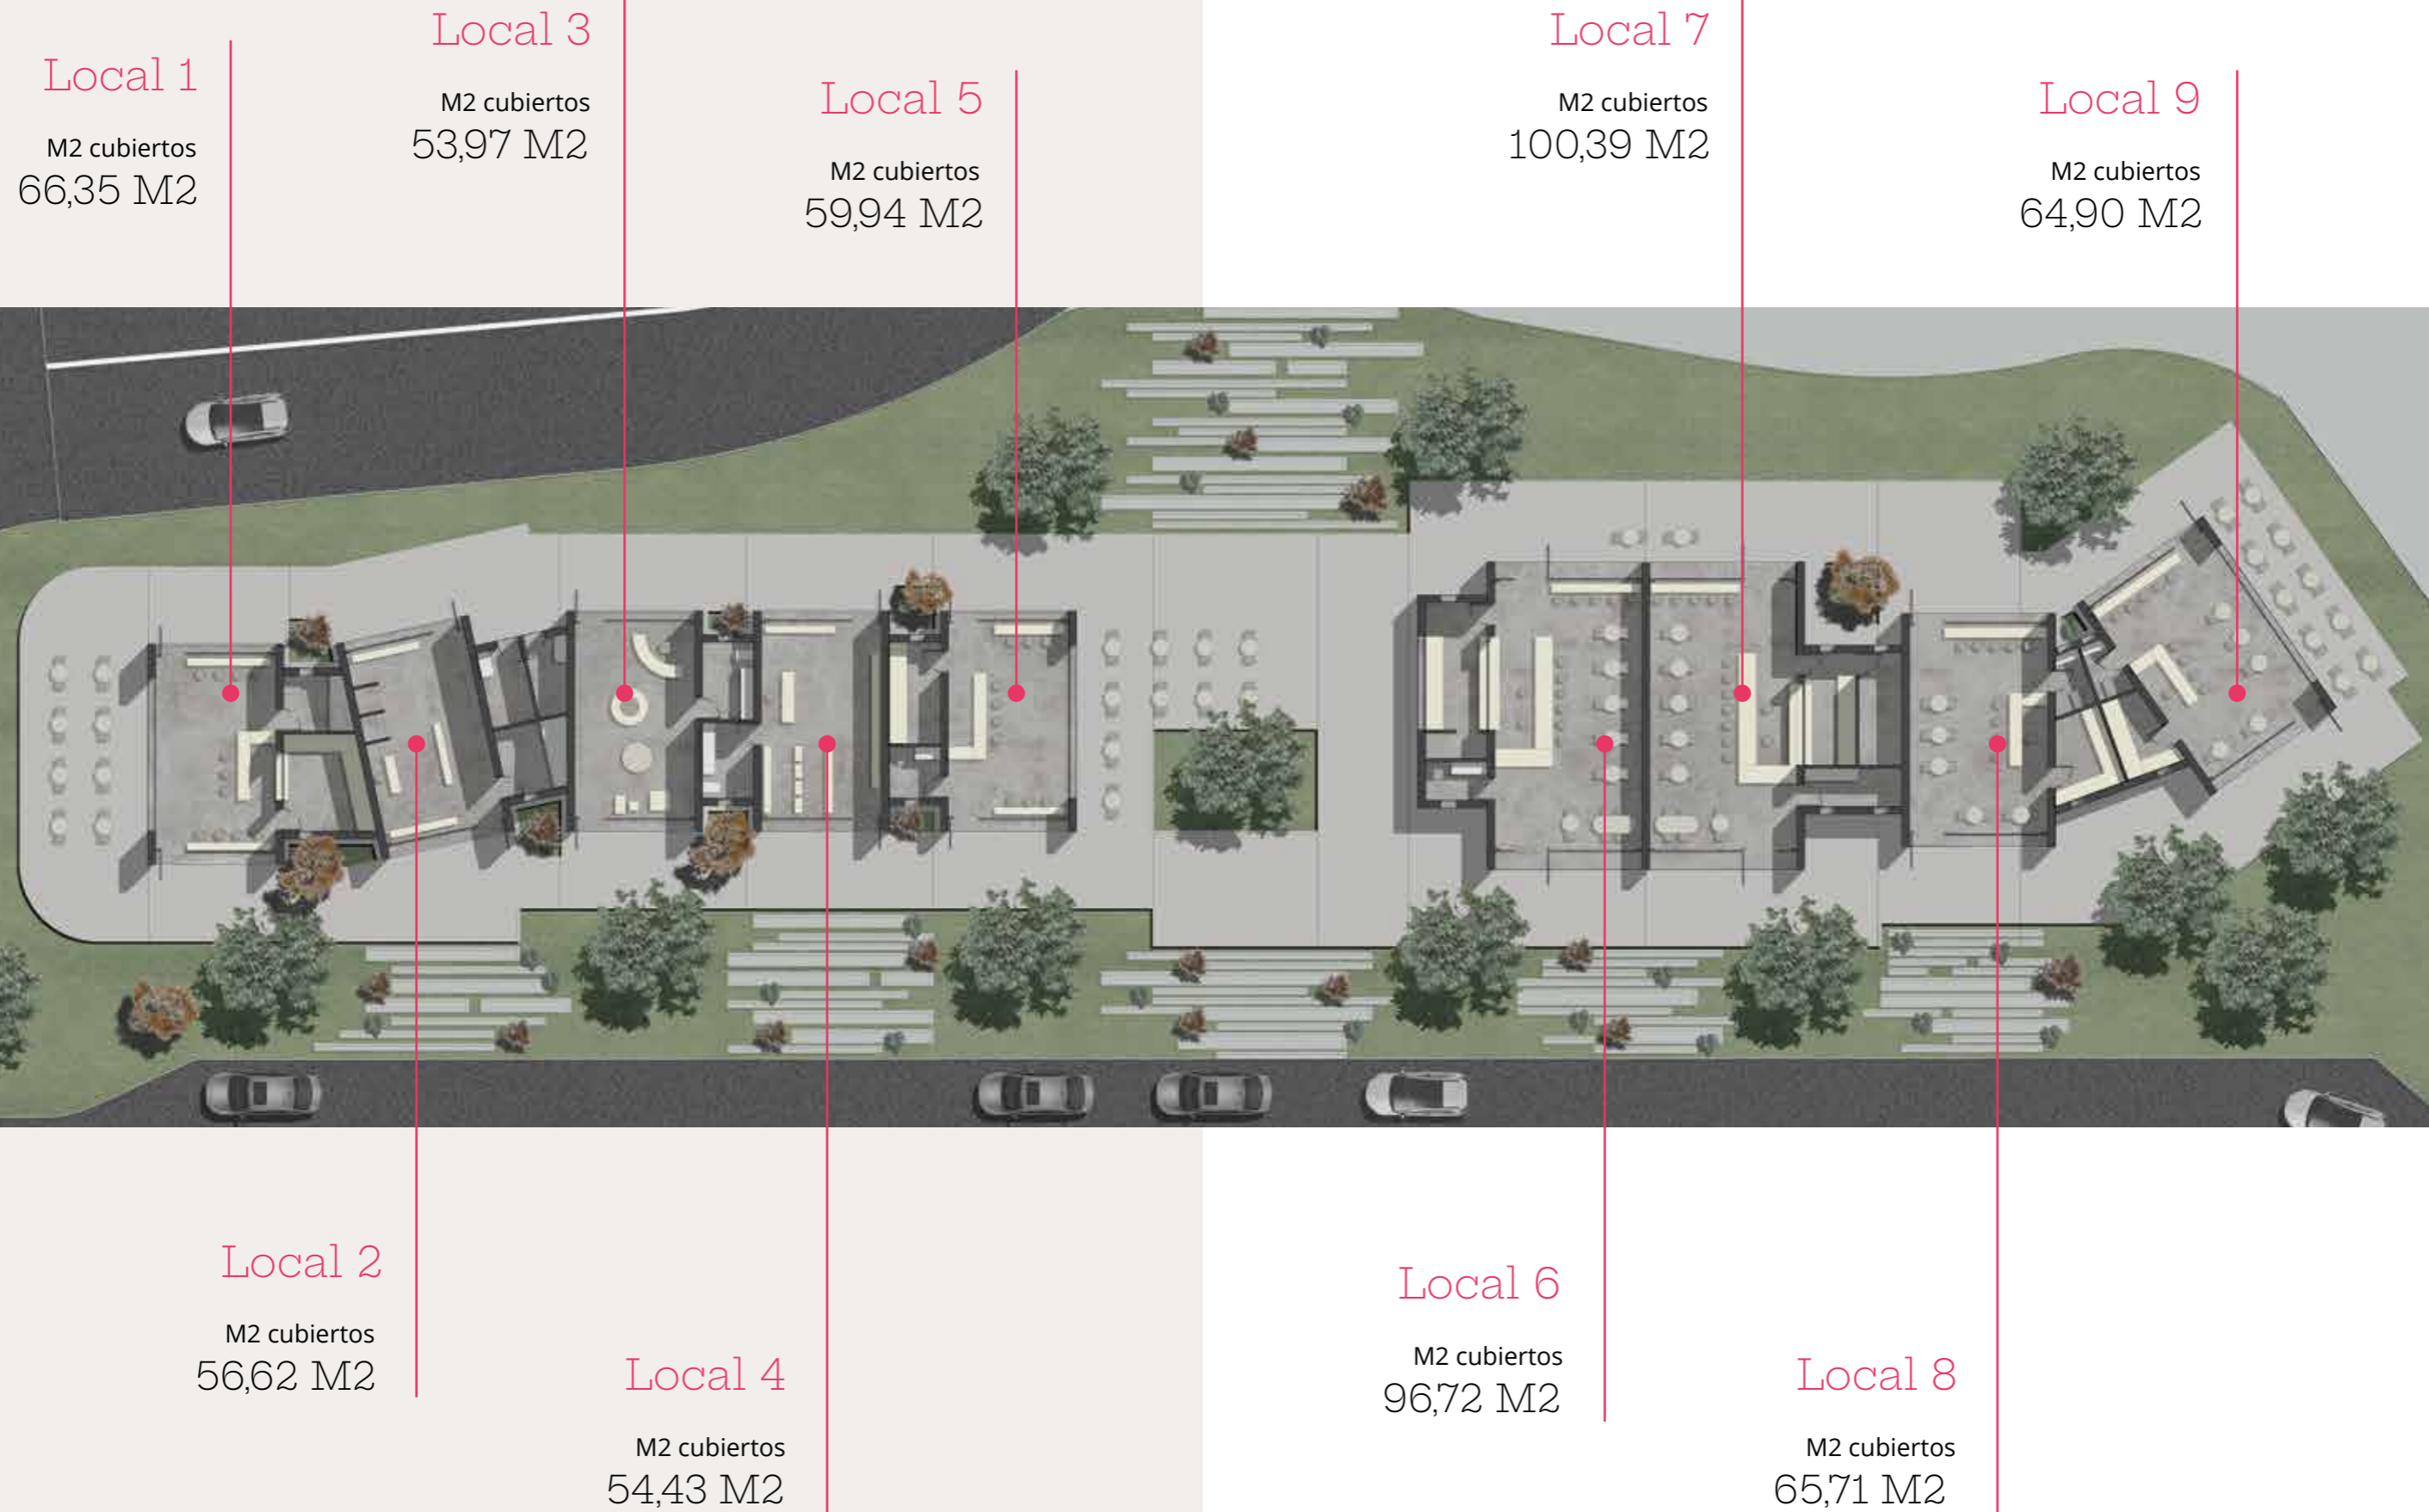 Local 1
M2 cubiertos
66,35 M2
Local 3
M2 cubiertos
53,97 M2
Local 5
M2 cubiertos
59,94 M2
Local 7
M2 cubiertos
100,39 M2
Local 9
M2 cubiertos
64,90 M2
Local 2
M2 cubiertos
56,62 M2
Local 4
M2 cubiertos
54,43 M2
Local 6
M2 cubiertos
96,72 M2
Local 8
M2 cubiertos
65,71 M2